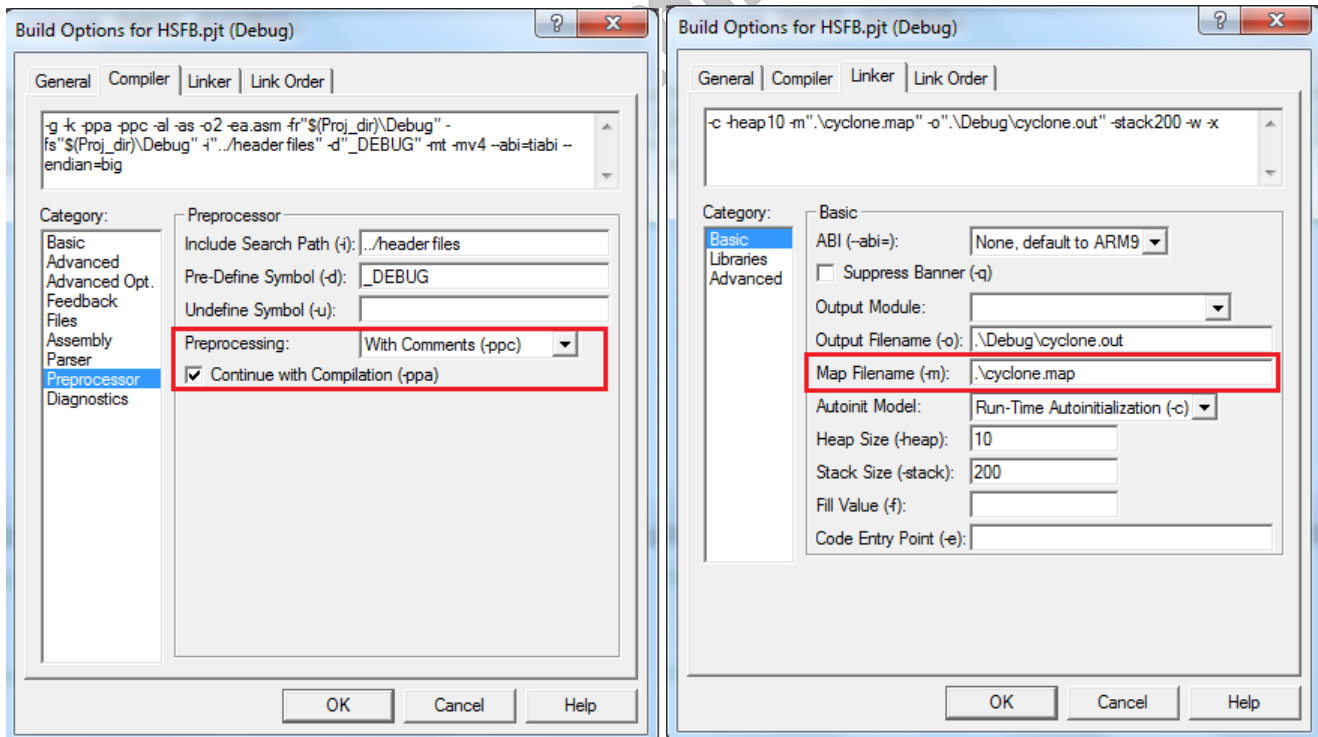 Build Options for HSFB.pjt (Debug)
General Compiler Linker Link Order
-g -k -ppa -ppc -al -as -o2 -ea.asm -fr"$(Proj_dir)\Debug" -
fs"$(Proj_dir)\Debug" -i"../header files" -d"_DEBUG" -mt -mv4 --abi=tiabi --
endian=big
Category:
Basic
Advanced
Advanced Opt.
Feedback
Files
Assembly
Parser
Preprocessor
Diagnostics
Preprocessor
Include Search Path (-i): ../header files
Pre-Define Symbol (-d): _DEBUG
Undefine Symbol (-u):
Preprocessing: With Comments (-ppc)
Continue with Compilation (-ppa)
OK Cancel Help
Build Options for HSFB.pjt (Debug)
General Compiler Linker Link Order
-c -heap10 -m".\cyclone.map" -o".\Debug\cyclone.out" -stack200 -w -x
Category:
Basic
Libraries
Advanced
Basic
ABI (--abi=): None, default to ARM9
Suppress Banner (-q)
Output Module:
Output Filename (-o): .\Debug\cyclone.out
Map Filename (-m): .\cyclone.map
Autoinit Model: Run-Time Autoinitialization (-c)
Heap Size (-heap): 10
Stack Size (-stack): 200
Fill Value (-f):
Code Entry Point (-e):
OK Cancel Help